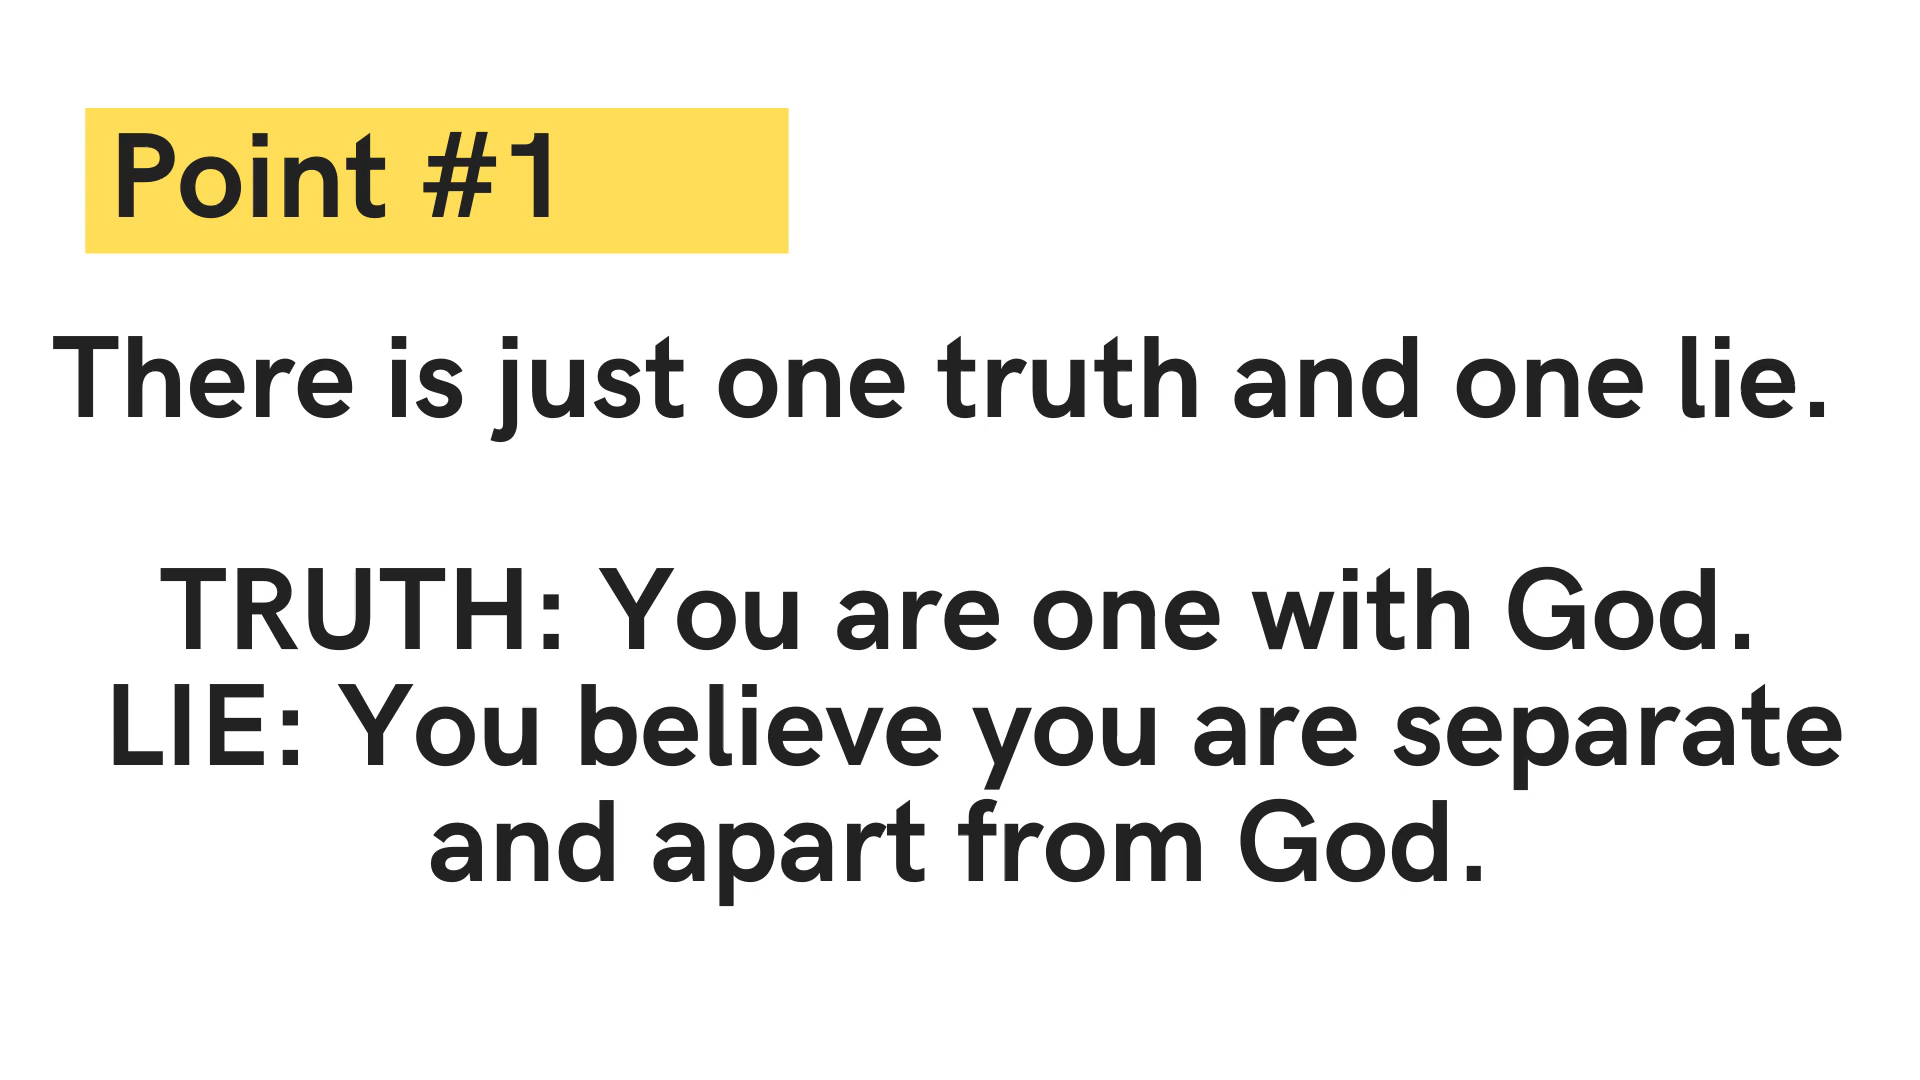 Point #1
There is just one truth and one lie.
TRUTH: You are one with God.
LIE: You believe you are separate
and apart from God.